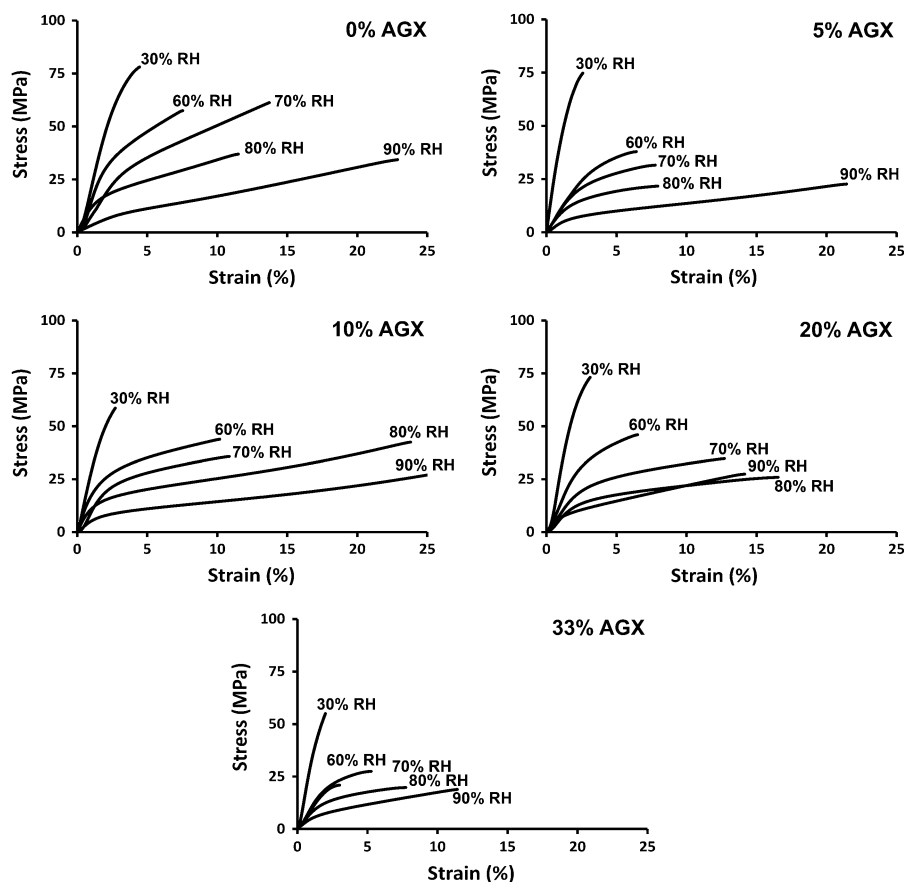 0% AGX
Stress (MPa)
100
75
50
25
0
30% RH
60% RH
70% RH
80% RH
90% RH
0 5 10 15 20 25
Strain (%)
5% AGX
Stress (MPa)
100
75
50
25
0
30% RH
60% RH
70% RH
80% RH
90% RH
0 5 10 15 20 25
Strain (%)
10% AGX
Stress (MPa)
100
75
50
25
0
30% RH
60% RH
70% RH
80% RH
90% RH
0 5 10 15 20 25
Strain (%)
20% AGX
Stress (MPa)
100
75
50
25
0
30% RH
60% RH
70% RH
90% RH
80% RH
0 5 10 15 20 25
Strain (%)
33% AGX
Stress (MPa)
100
75
50
25
0
30% RH
60% RH
70% RH
80% RH
90% RH
0 5 10 15 20 25
Strain (%)